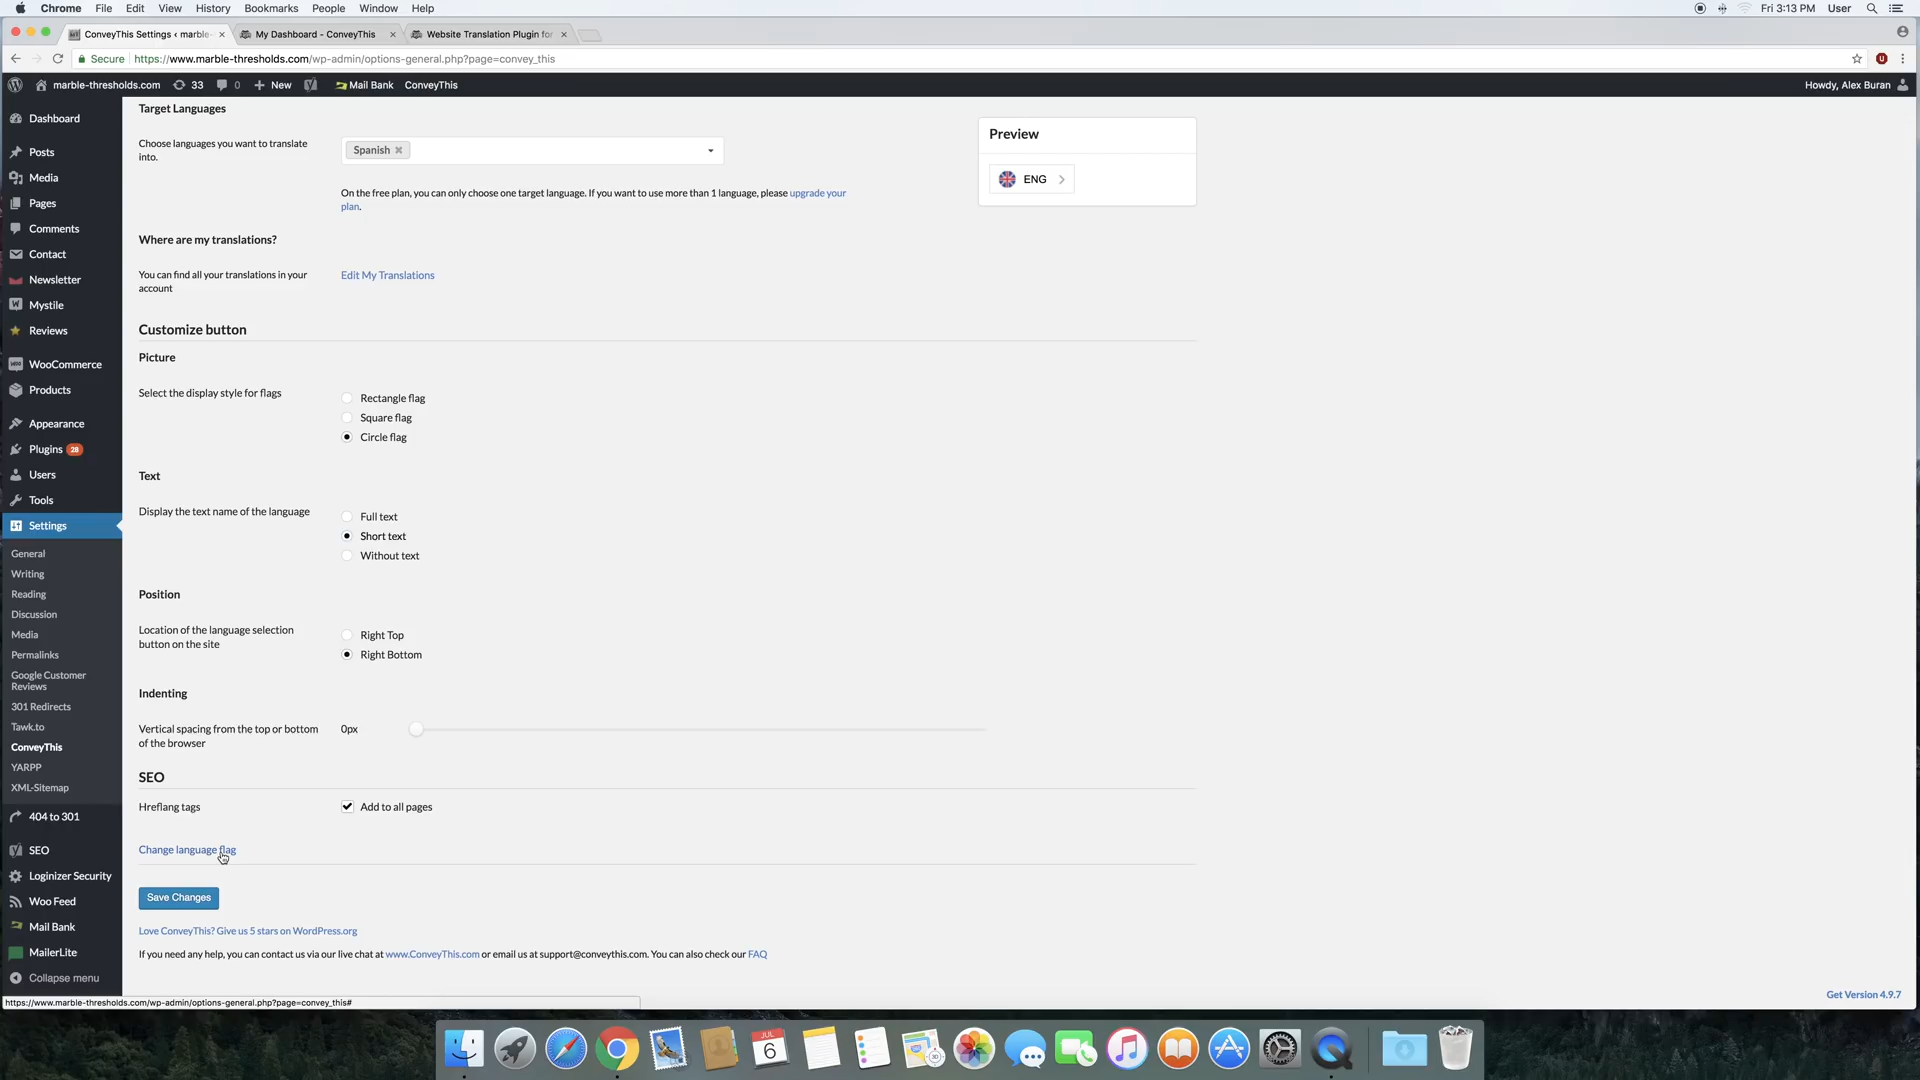 Chrome File Edit View History Bookmarks People Window Help
Fri 3:13 PM User
ConveyThis Settings ‹ marble-
My Dashboard - ConveyThis
Website Translation Plugin for
Secure https://www.marble-thresholds.com/wp-admin/options-general.php?page=convey_this
marble-thresholds.com 33 0 New Mail Bank ConveyThis
Howdy, Alex Buran
Dashboard
Posts
Media
Pages
Comments
Contact
Newsletter
Mystile
Reviews
WooCommerce
Products
Appearance
Plugins 28
Users
Tools
Settings
General
Writing
Reading
Discussion
Media
Permalinks
Google Customer
Reviews
301 Redirects
Tawk.to
ConveyThis
YARPP
XML-Sitemap
404 to 301
SEO
Loginizer Security
Woo Feed
Mail Bank
MailerLite
Collapse menu
Target Languages
Choose languages you want to translate
into.
Spanish
On the free plan, you can only choose one target language. If you want to use more than 1 language, please upgrade your
plan.
Preview
ENG
Where are my translations?
You can find all your translations in your
account
Edit My Translations
Customize button
Picture
Select the display style for flags
Rectangle flag
Square flag
Circle flag
Text
Display the text name of the language
Full text
Short text
Without text
Position
Location of the language selection
button on the site
Right Top
Right Bottom
Indenting
Vertical spacing from the top or bottom
of the browser
0px
SEO
Hreflang tags
Add to all pages
Change language flag
Save Changes
Love ConveyThis? Give us 5 stars on WordPress.org
If you need any help, you can contact us via our live chat at www.ConveyThis.com or email us at support@conveythis.com. You can also check our FAQ
https://www.marble-thresholds.com/wp-admin/options-general.php?page=convey_this#
Get Version 4.9.7
JUL
6